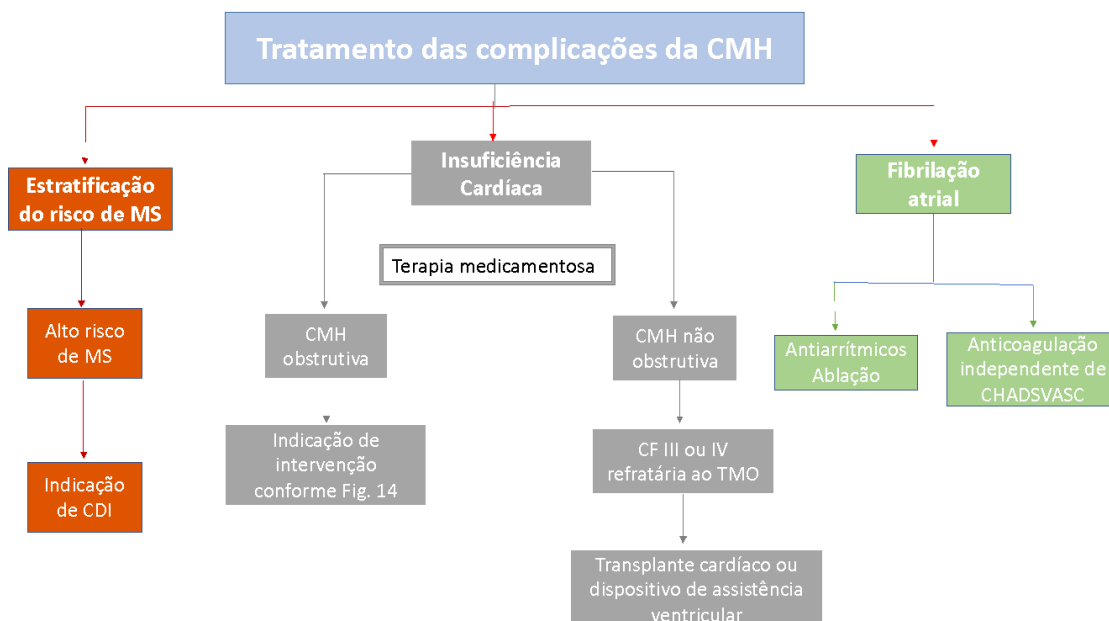 Tratamento das complicações da CMH
Estratificação
do risco de MS
Alto risco
de MS
Indicação
de CDI
Insuficiência
Cardíaca
Terapia medicamentosa
CMH
obstrutiva
Indicação de
intervenção
conforme Fig. 14
CMH não
obstrutiva
CF III ou IV
refratária ao TMO
Transplante cardíaco ou
dispositivo de assistência
ventricular
Fibrilação
atrial
Antiarrítmicos
Ablação
Anticoagulação
independente de
CHADSVASC